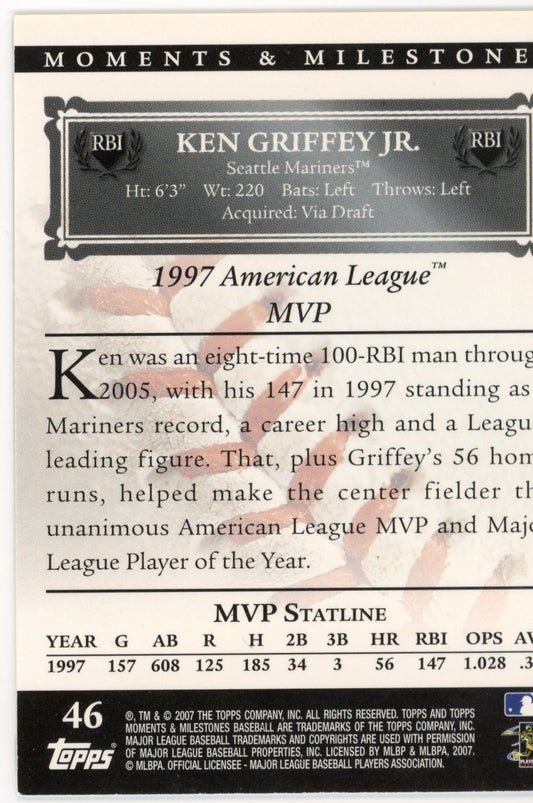 MOMENTS & MILESTONE
RBI KEN GRIFFEY JR. RBI
Seattle Mariners™
Ht: 6'3" Wt: 220 Bats: Left Throws: Left
Acquired: Via Draft
1997 American League™
MVP
Ken was an eight-time 100-RBI man throug
2005, with his 147 in 1997 standing as
Mariners record, a career high and a Leagu
leading figure. That, plus Griffey's 56 hom
runs, helped make the center fielder th
unanimous American League MVP and Majo
League Player of the Year.
MVP STATLINE
YEAR G AB R H 2B 3B HR RBI OPS AV
1997 157 608 125 185 34 3 56 147 1.028 .3
46
topps®
®, TM & © 2007 THE TOPPS COMPANY, INC. ALL RIGHTS RESERVED. TOPPS AND TOPPS
MOMENTS & MILESTONES BASEBALL ARE TRADEMARKS OF THE TOPPS COMPANY, INC.
MAJOR LEAGUE BASEBALL TRADEMARKS AND COPYRIGHTS ARE USED WITH PERMISSION
OF MAJOR LEAGUE BASEBALL PROPERTIES, INC. LICENSED BY MLBP & MLBPA, 2007.
© MLBPA. OFFICIAL LICENSEE - MAJOR LEAGUE BASEBALL PLAYERS ASSOCIATION.